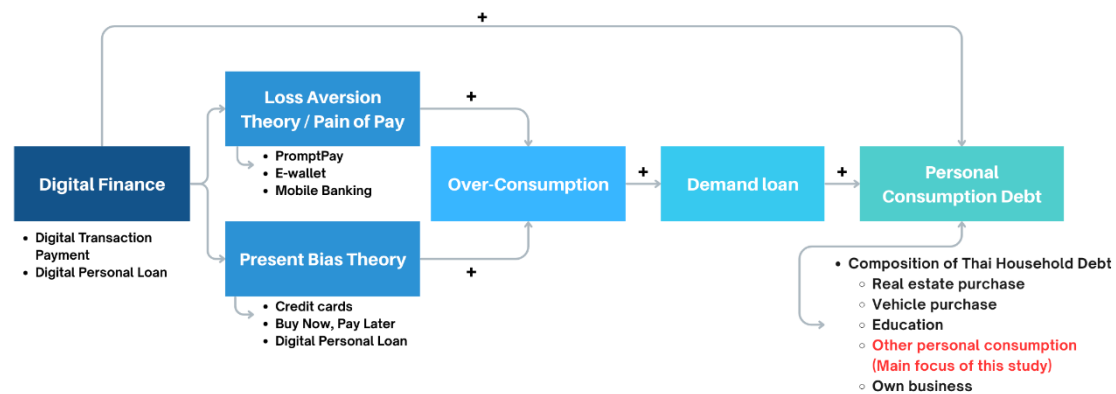 +
Loss Aversion
Theory / Pain of Pay
+
PromptPay
E-wallet
Mobile Banking
Digital Finance
Digital Transaction
Payment
Digital Personal Loan
Over-Consumption
+
Demand loan
+
Personal
Consumption Debt
Present Bias Theory
+
Credit cards
Buy Now, Pay Later
Digital Personal Loan
Composition of Thai Household Debt
Real estate purchase
Vehicle purchase
Education
Other personal consumption
(Main focus of this study)
Own business